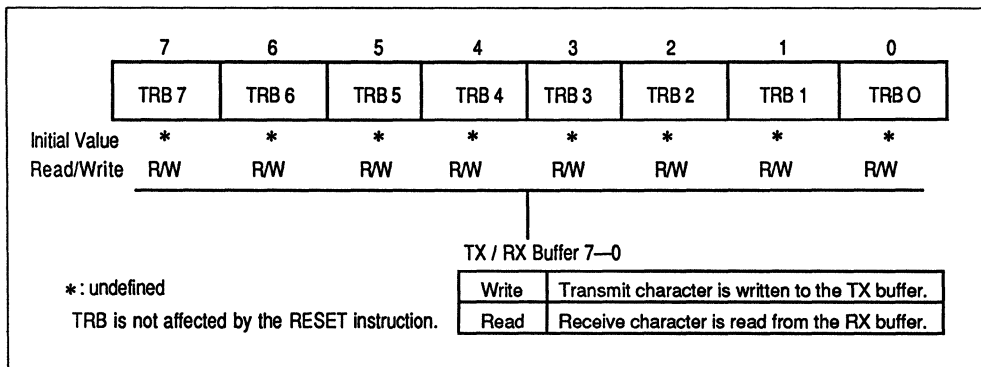 7 6 5 4 3 2 1 0
TRB 7 TRB 6 TRB 5 TRB 4 TRB 3 TRB 2 TRB 1 TRB O
Initial Value * * * * * * * *
Read/Write R/W R/W R/W R/W R/W R/W R/W R/W
TX / RX Buffer 7—0
*: undefined
Write Transmit character is written to the TX buffer.
TRB is not affected by the RESET instruction.
Read Receive character is read from the RX buffer.